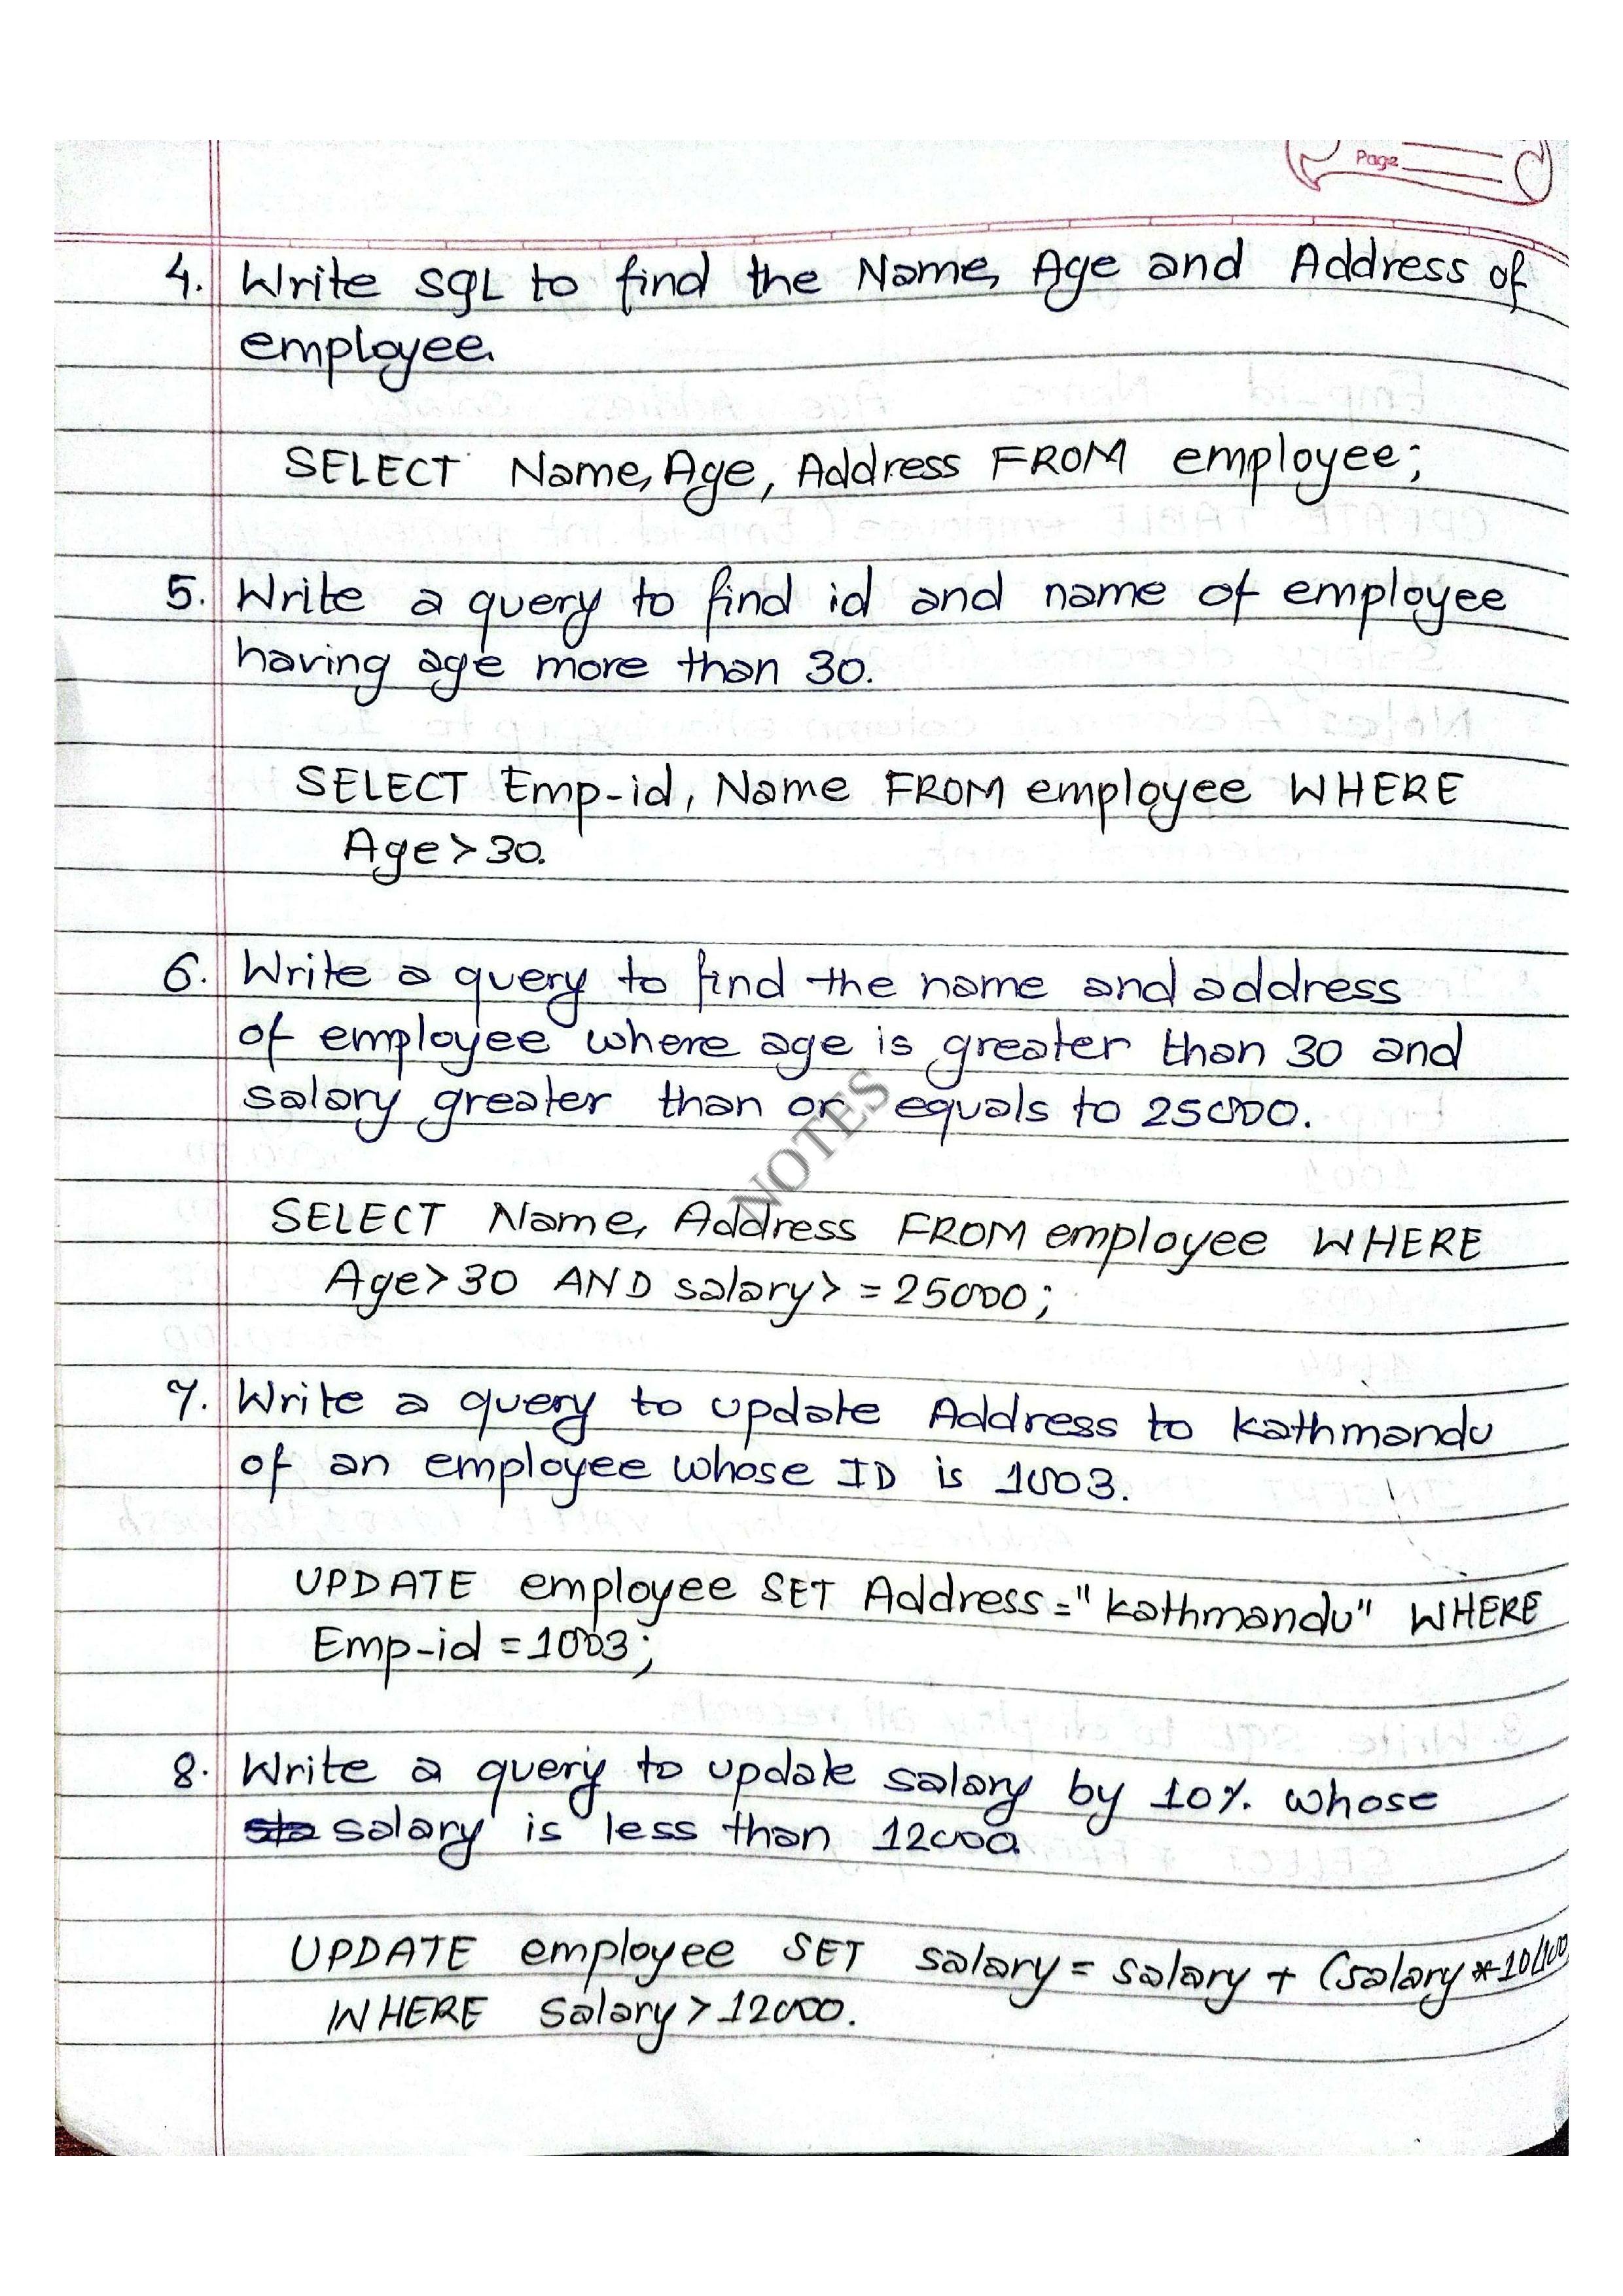 Page
4. Write SQL to find the Name, Age and Address of
employee.
SELECT Name, Age, Address FROM employee;
5. Write a query to find id and name of employee
having age more than 30.
SELECT Emp-id, Name FROM employee WHERE
Age>30.
6. Write a query to find the name and address
of employee where age is greater than 30 and
salary greater than or equals to 25000.
NOTES
SELECT Name, Address FROM employee WHERE
Age>30 AND salary> = 25000;
7. Write a query to update Address to Kathmandu
of an employee whose ID is 1003.
UPDATE employee SET Address="Kathmandu" WHERE
Emp-id = 1003;
8. Write a query to update salary by 10% whose
salary is less than 12000
UPDATE employee SET salary = salary + (salary * 10/100
WHERE Salary > 12000.